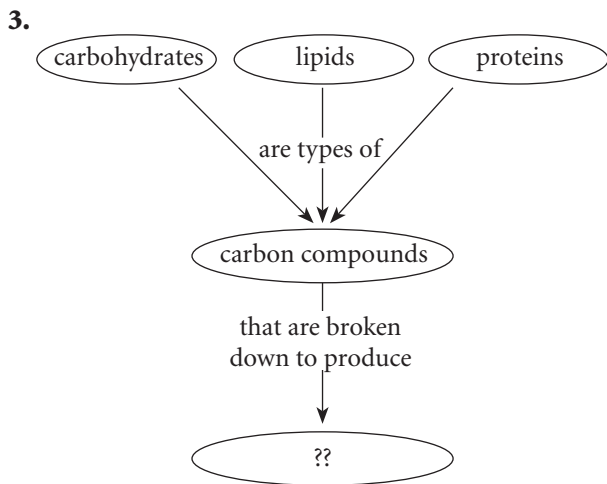 3.
carbohydrates lipids proteins
are types of
carbon compounds
that are broken
down to produce
??